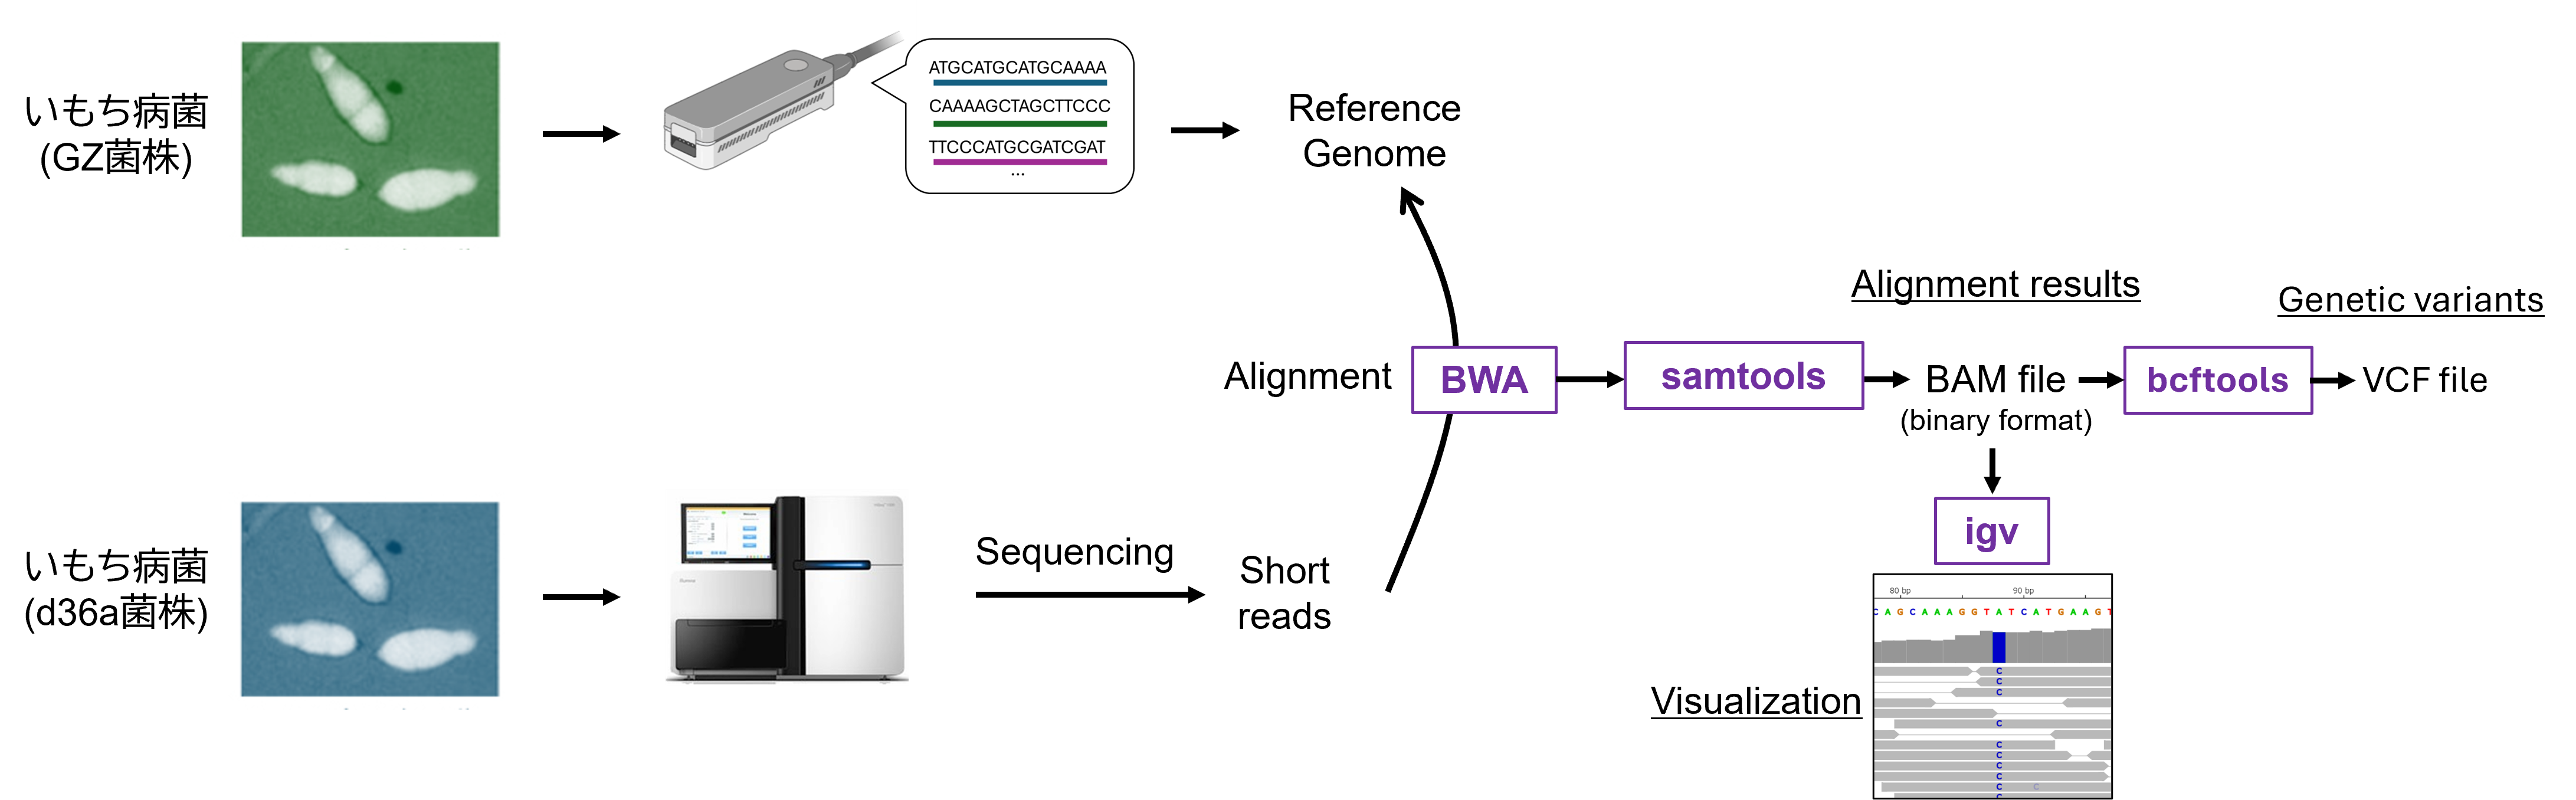 いもち病菌
(GZ菌株)
ATGCATGCATGCAAAA
CAAAAGCTAGCTTCCC
TTCCCATGCGATCGAT
...
Reference
Genome
Alignment
BWA
samtools
Alignment results
BAM file
(binary format)
bcftools
Genetic variants
VCF file
igv
いもち病菌
(d36a菌株)
Sequencing
Short
reads
Visualization
80 bp
90 bp
C A G C A A A G G T A T C A T G A A G T
C
C
C
C
C
C
C
C
C
C